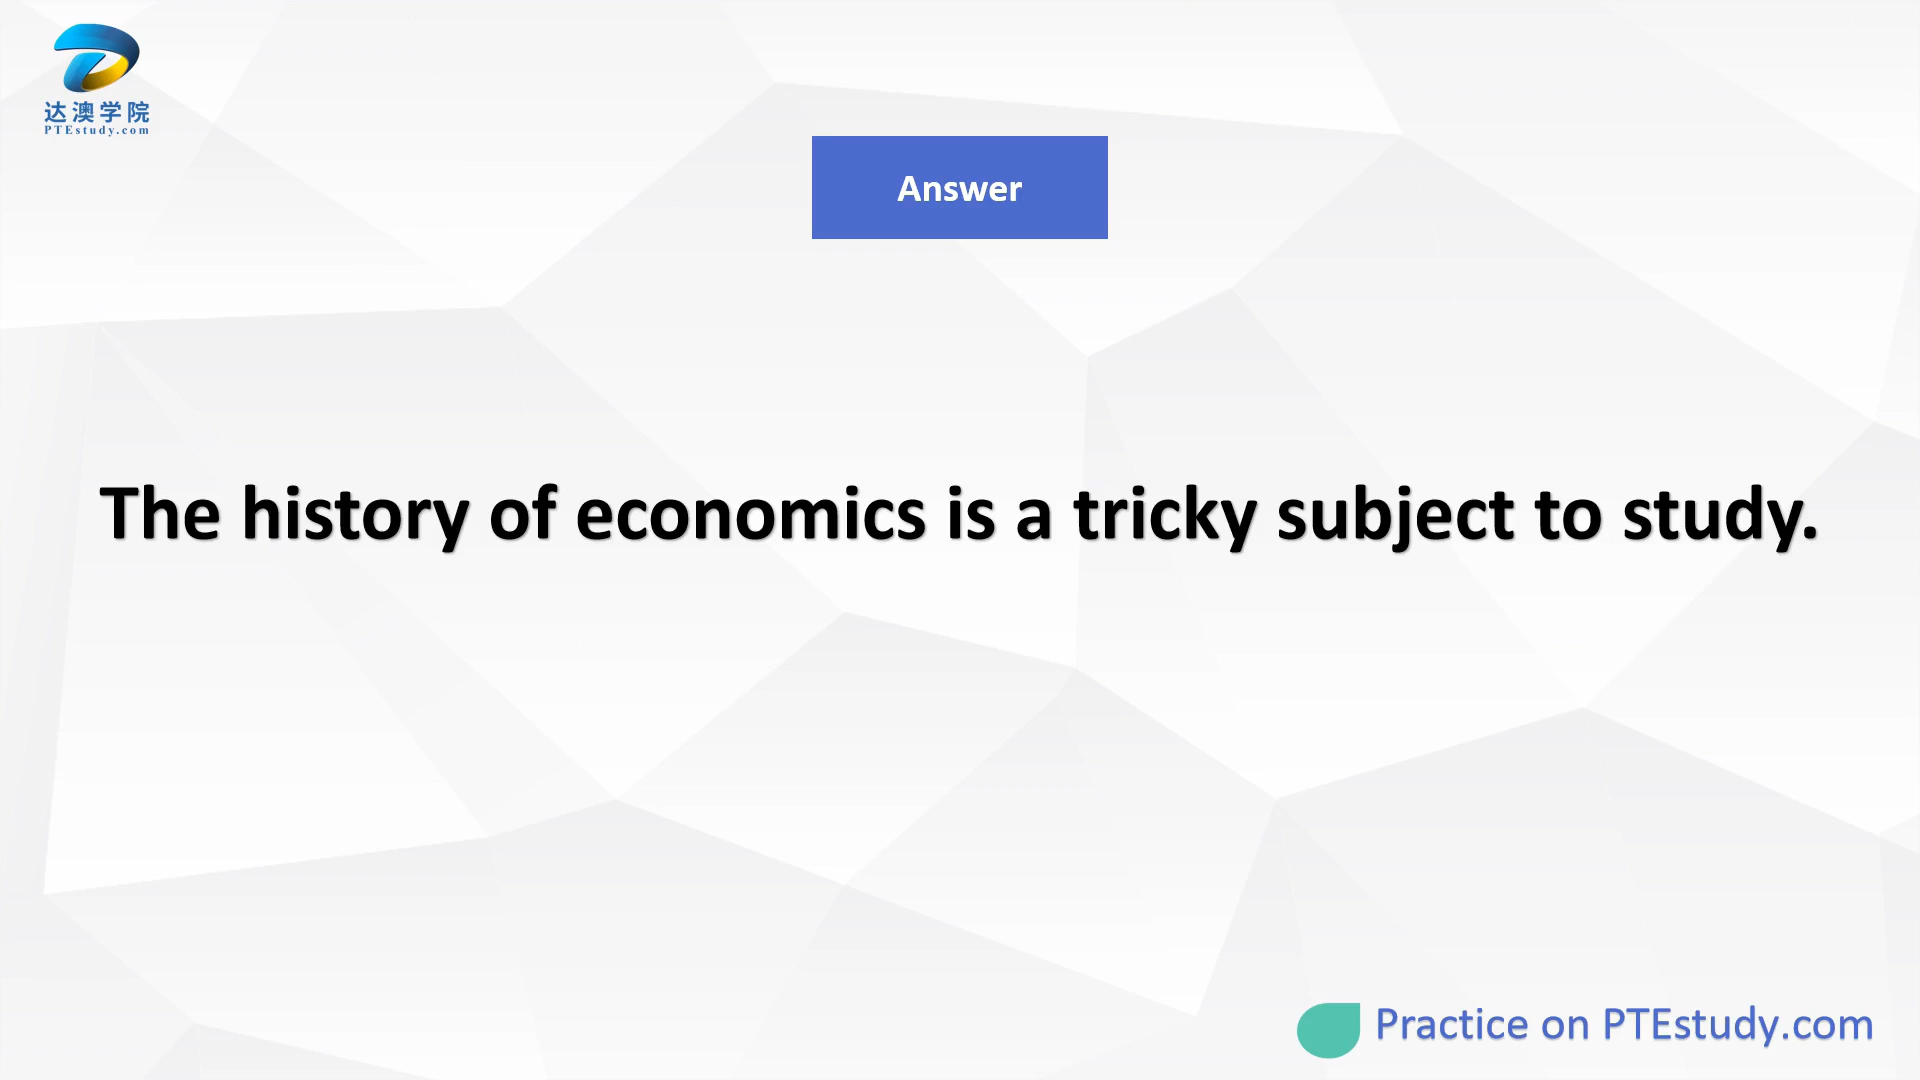 达澳学院
PTEstudy.com
Answer
The history of economics is a tricky subject to study.
Practice on PTEstudy.com